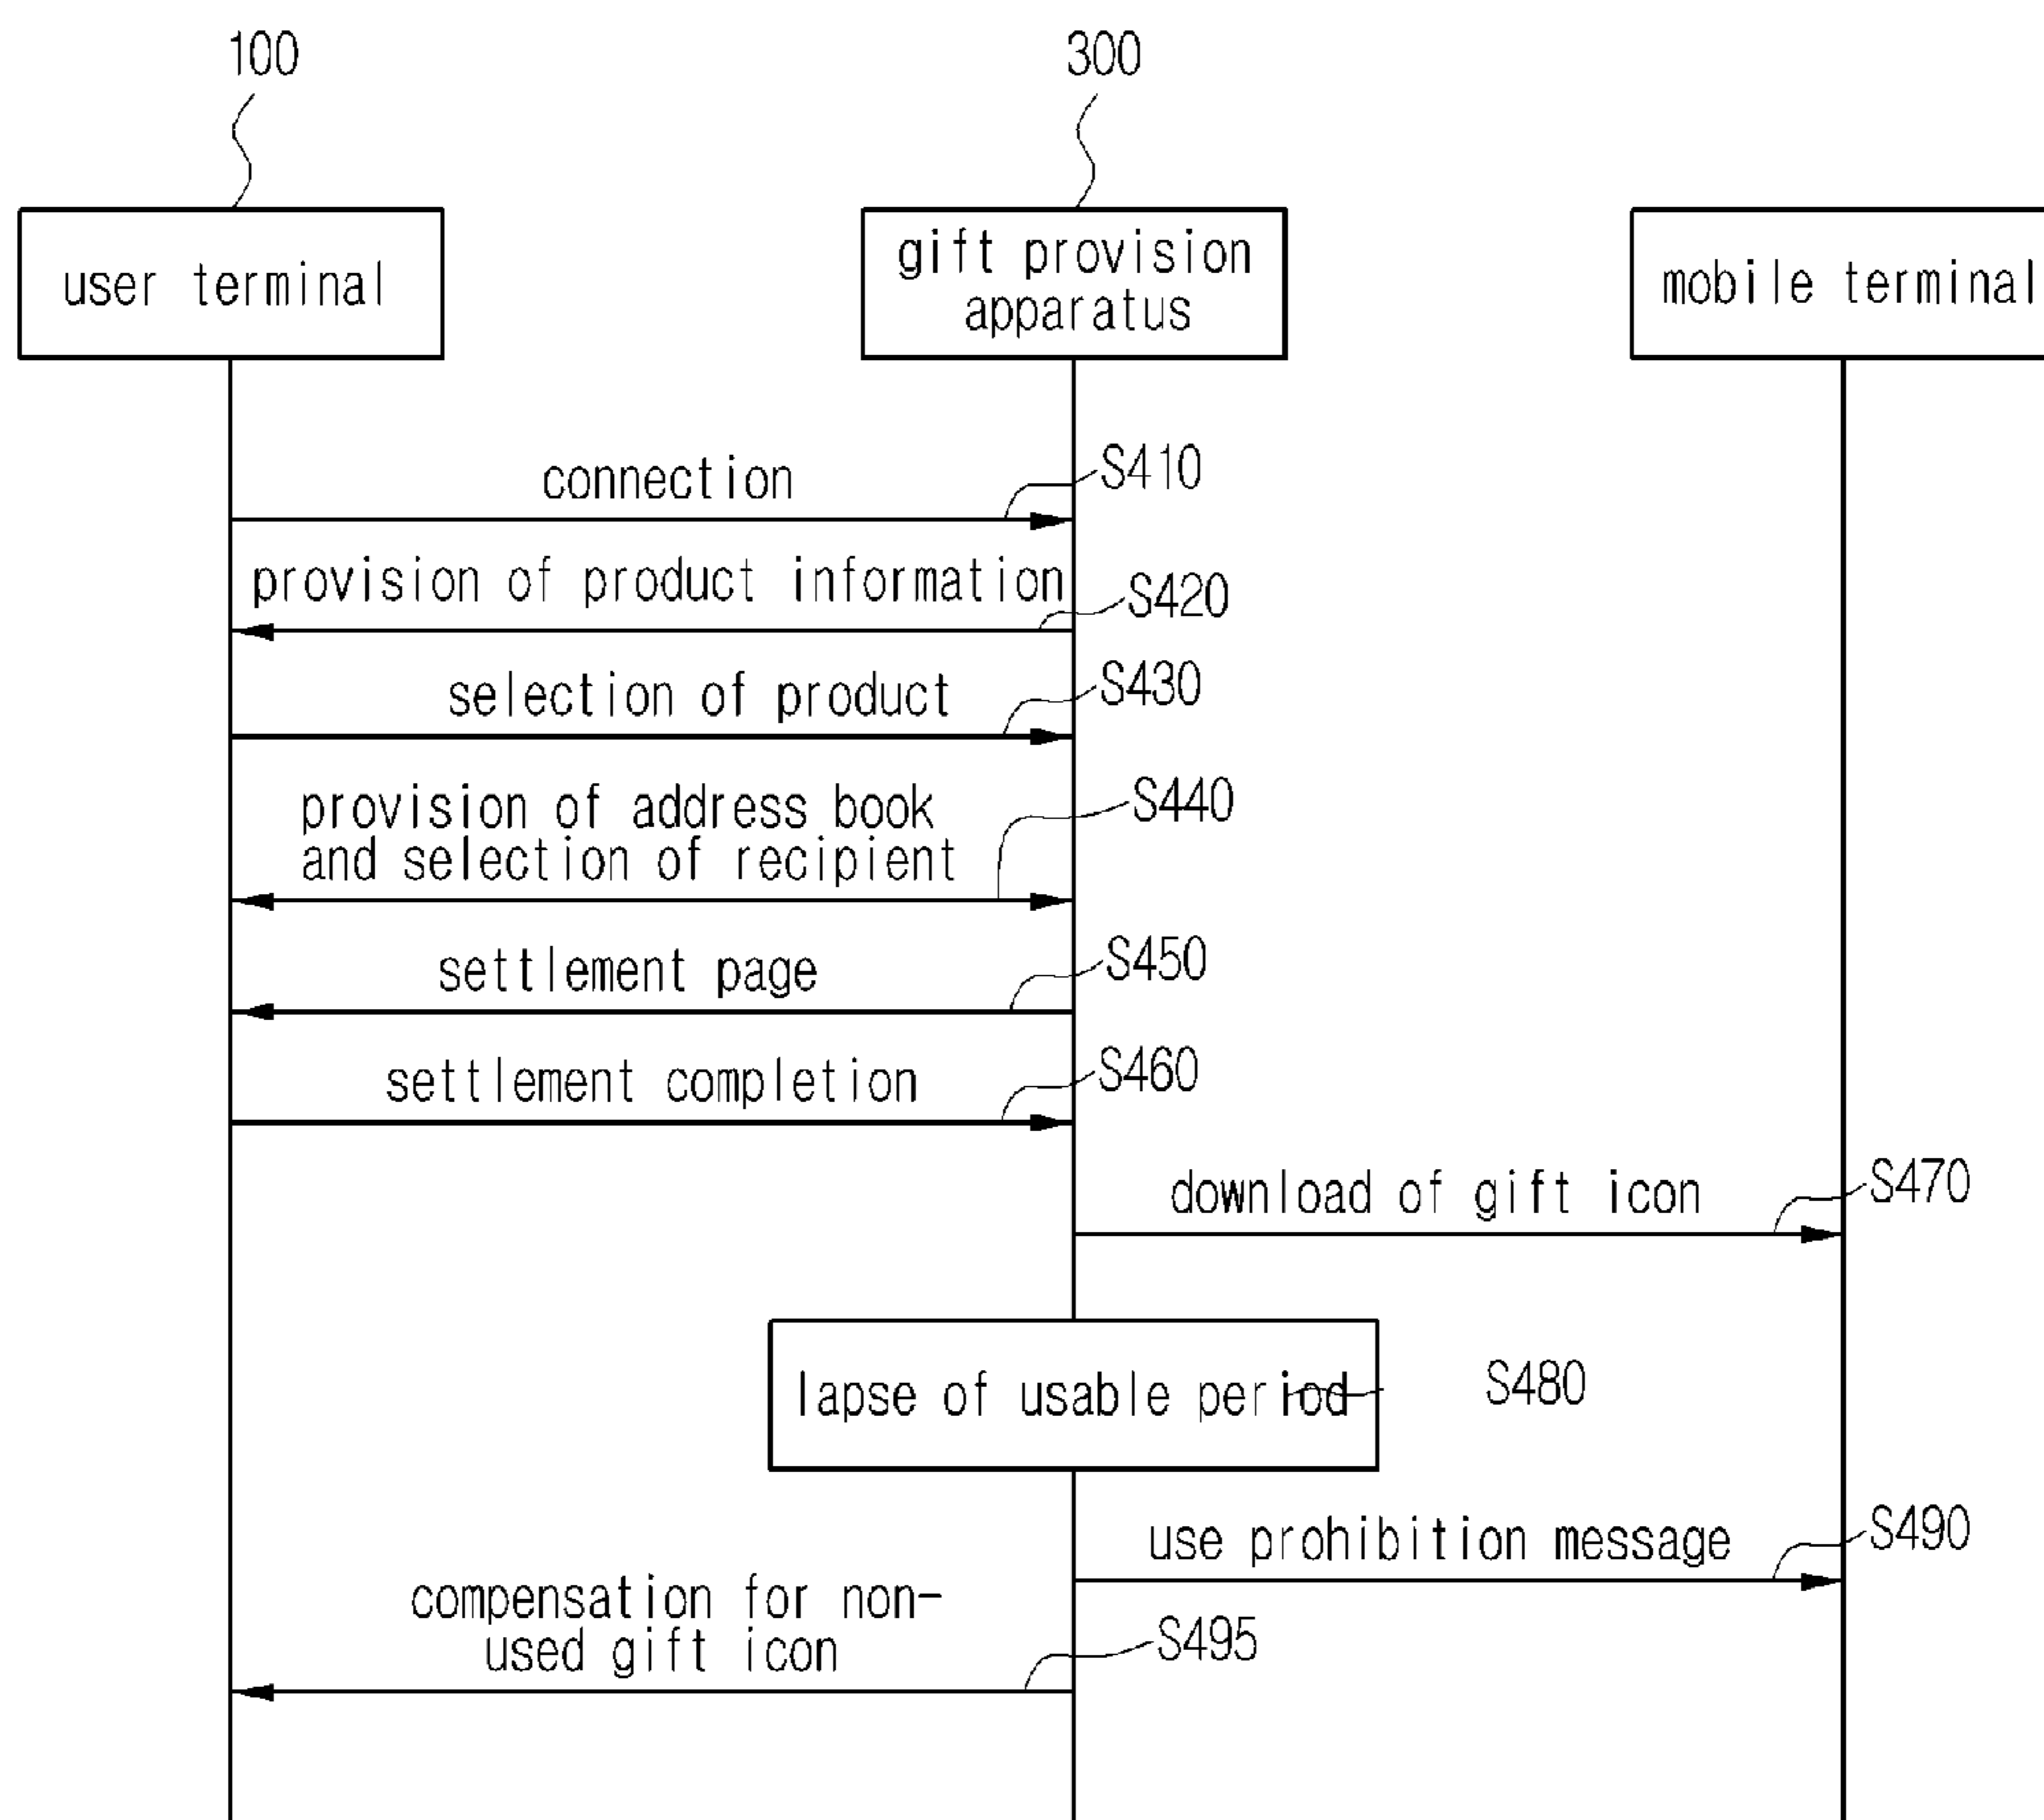 100
300
user terminal
gift provision
apparatus
mobile terminal
connection
S410
provision of product information
S420
selection of product
S430
provision of address book
and selection of recipient
S440
settlement page
S450
settlement completion
S460
download of gift icon
S470
lapse of usable period
S480
use prohibition message
S490
compensation for non-
used gift icon
S495